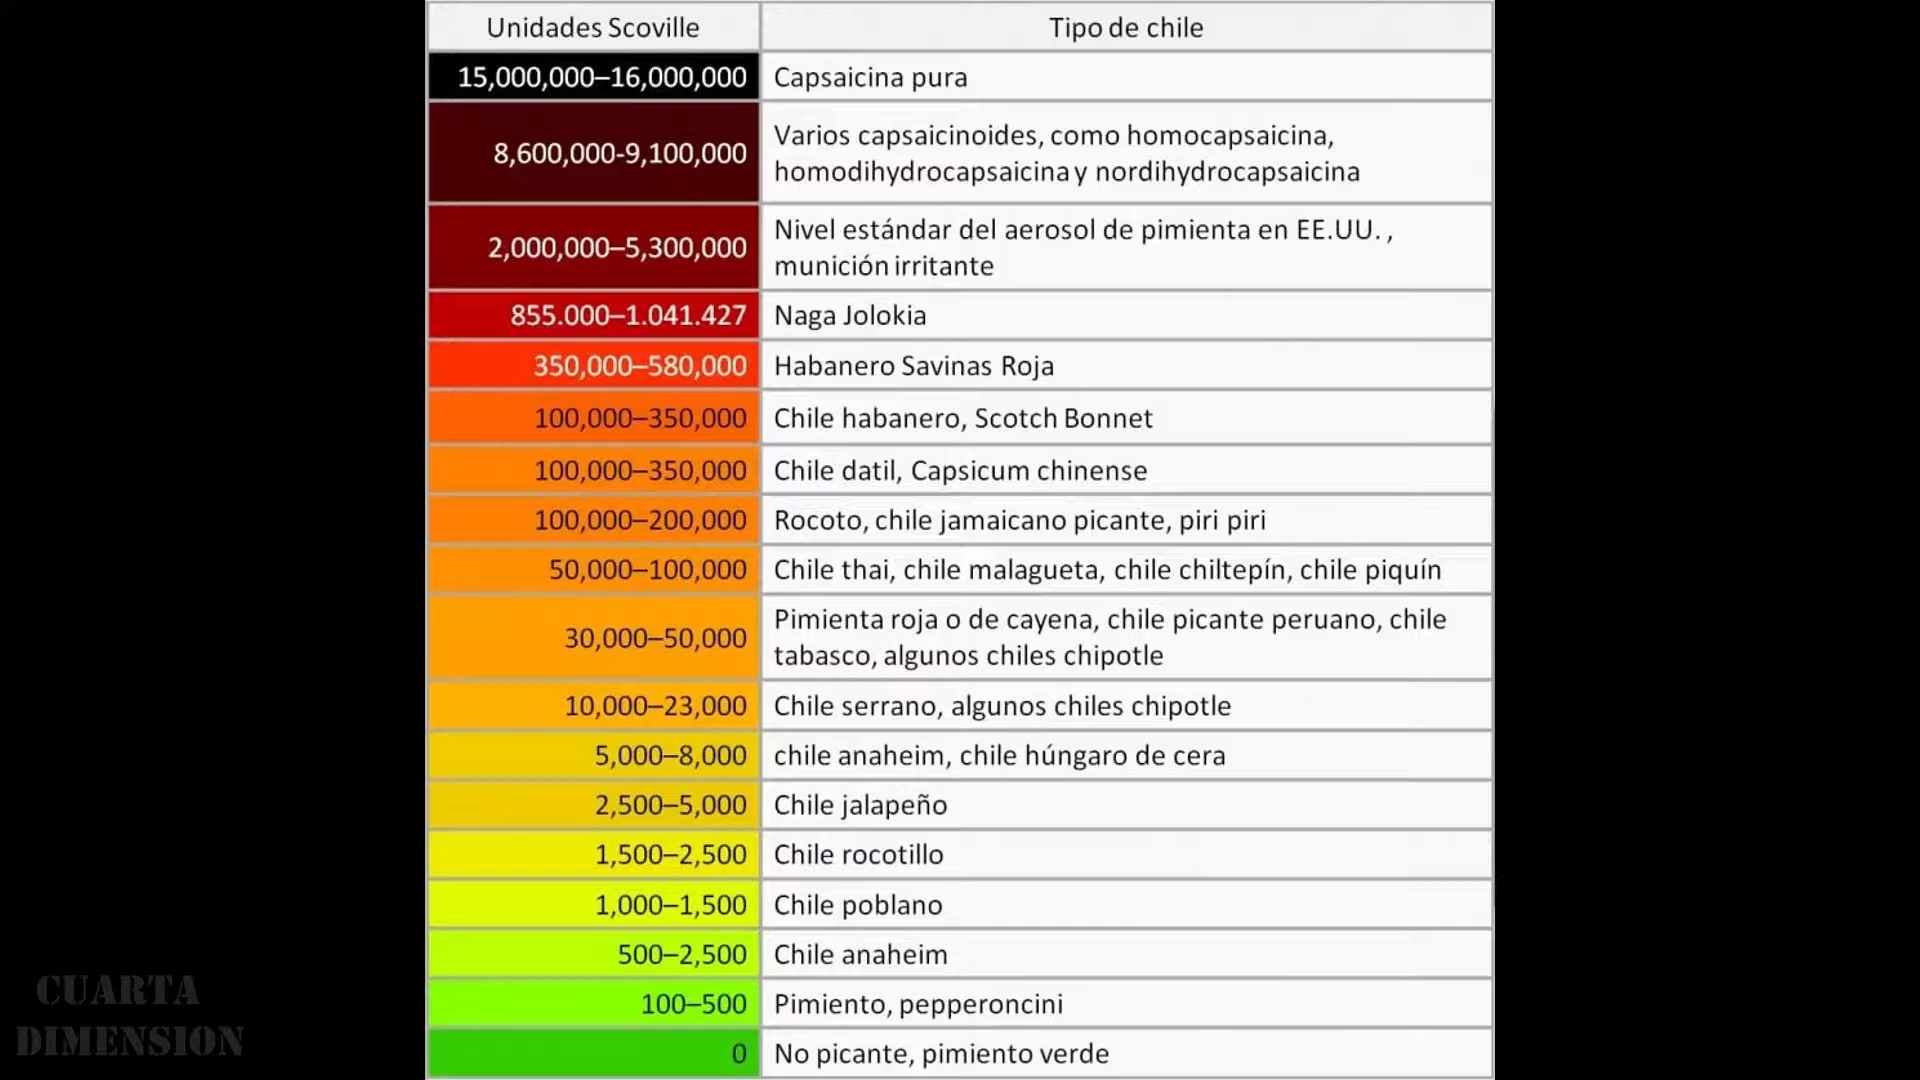 Unidades Scoville Tipo de chile
15,000,000–16,000,000 Capsaicina pura
8,600,000-9,100,000 Varios capsaicinoides, como homocapsaicina,
homodihydrocapsaicina y nordihydrocapsaicina
2,000,000–5,300,000 Nivel estándar del aerosol de pimienta en EE.UU. ,
munición irritante
855.000–1.041.427 Naga Jolokia
350,000–580,000 Habanero Savinas Roja
100,000–350,000 Chile habanero, Scotch Bonnet
100,000–350,000 Chile datil, Capsicum chinense
100,000–200,000 Rocoto, chile jamaicano picante, piri piri
50,000–100,000 Chile thai, chile malagueta, chile chiltepín, chile piquín
30,000–50,000 Pimienta roja o de cayena, chile picante peruano, chile
tabasco, algunos chiles chipotle
10,000–23,000 Chile serrano, algunos chiles chipotle
5,000–8,000 chile anaheim, chile húngaro de cera
2,500–5,000 Chile jalapeño
1,500–2,500 Chile rocotillo
1,000–1,500 Chile poblano
500–2,500 Chile anaheim
100–500 Pimiento, pepperoncini
0 No picante, pimiento verde
CUARTA
DIMENSION